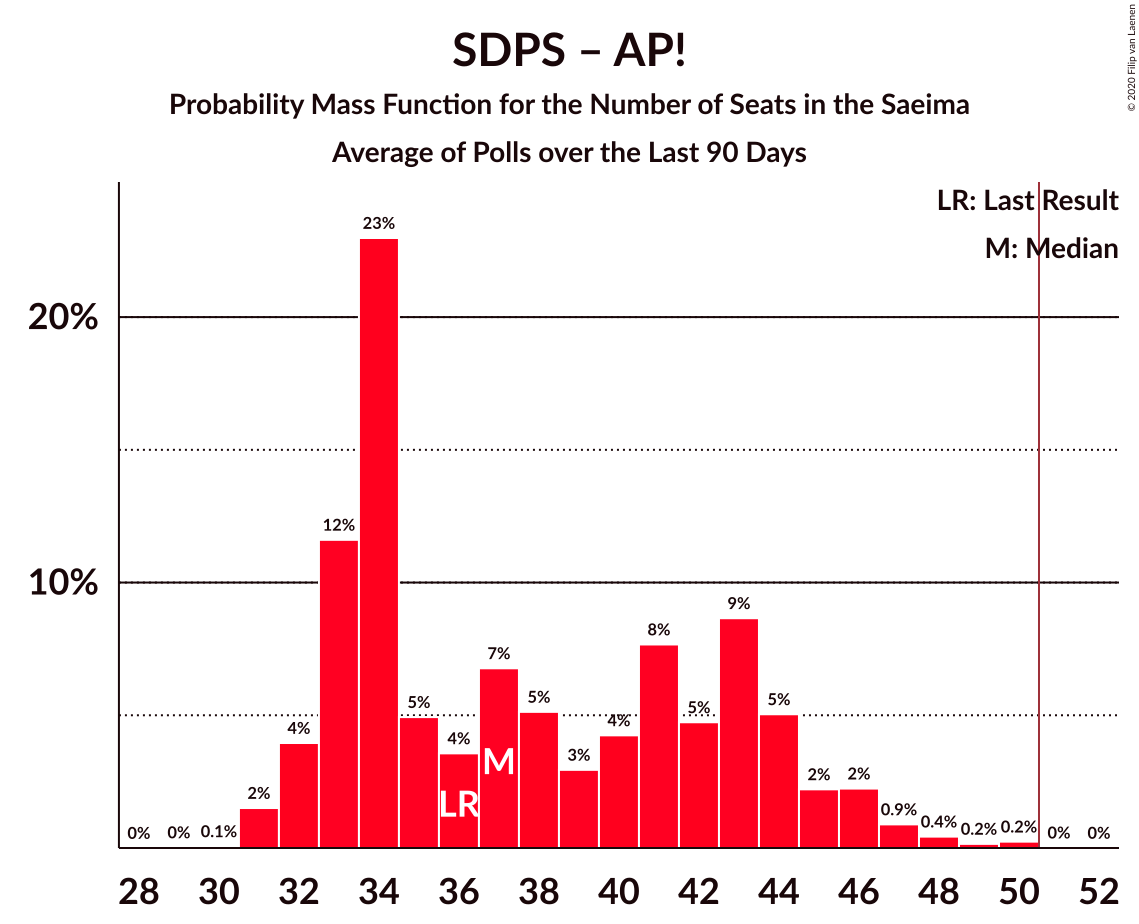 SDPS – AP!
Probability Mass Function for the Number of Seats in the Saeima
Average of Polls over the Last 90 Days
© 2020 Filip van Laenen
LR: Last Result
M: Median
20%
10%
0% 0% 0.1% 2% 4% 12% 23% 5% 4% 7% 5% 3% 4% 8% 5% 9% 5% 2% 2% 0.9% 0.4% 0.2% 0.2% 0% 0%
M
LR
28 30 32 34 36 38 40 42 44 46 48 50 52